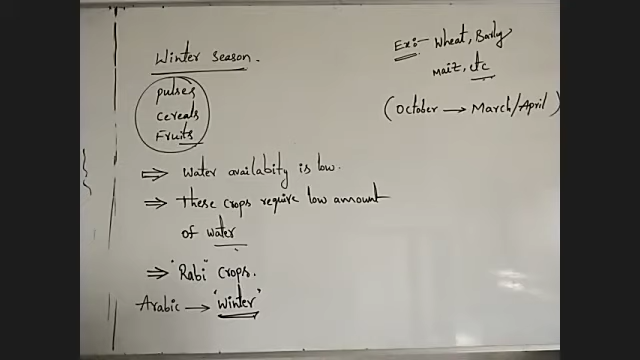 Winter season.
pulses
cereals
Fruits
⇒ Water availabity is low.
⇒ These crops require low amount
of water
⇒ "Rabi" Crops.
Arabic → "Winter"
Ex:- Wheat, Barly
maiz, etc
(October → March/April)